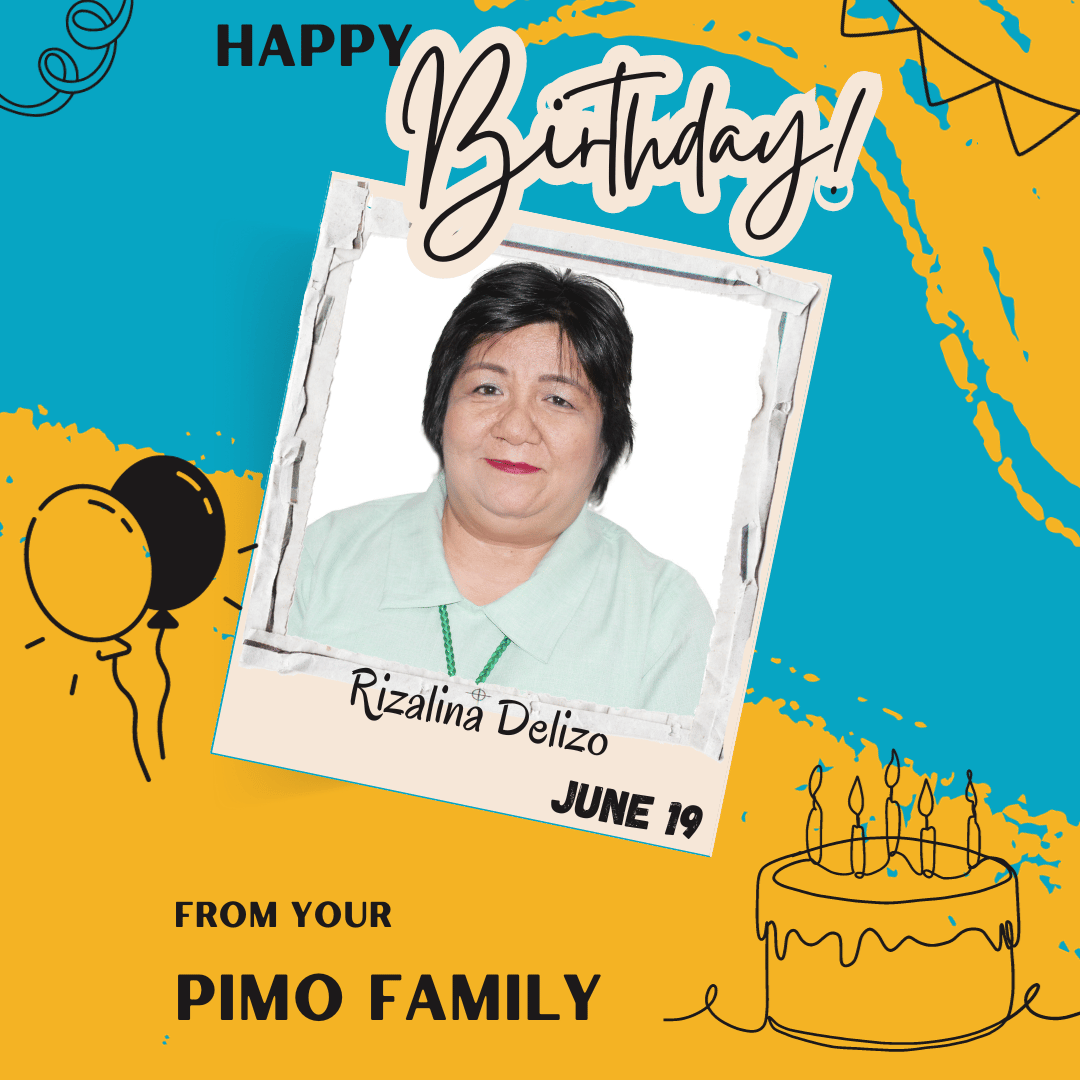 HAPPY
Birthday!
Rizalina Delizo
JUNE 19
FROM YOUR
PIMO FAMILY